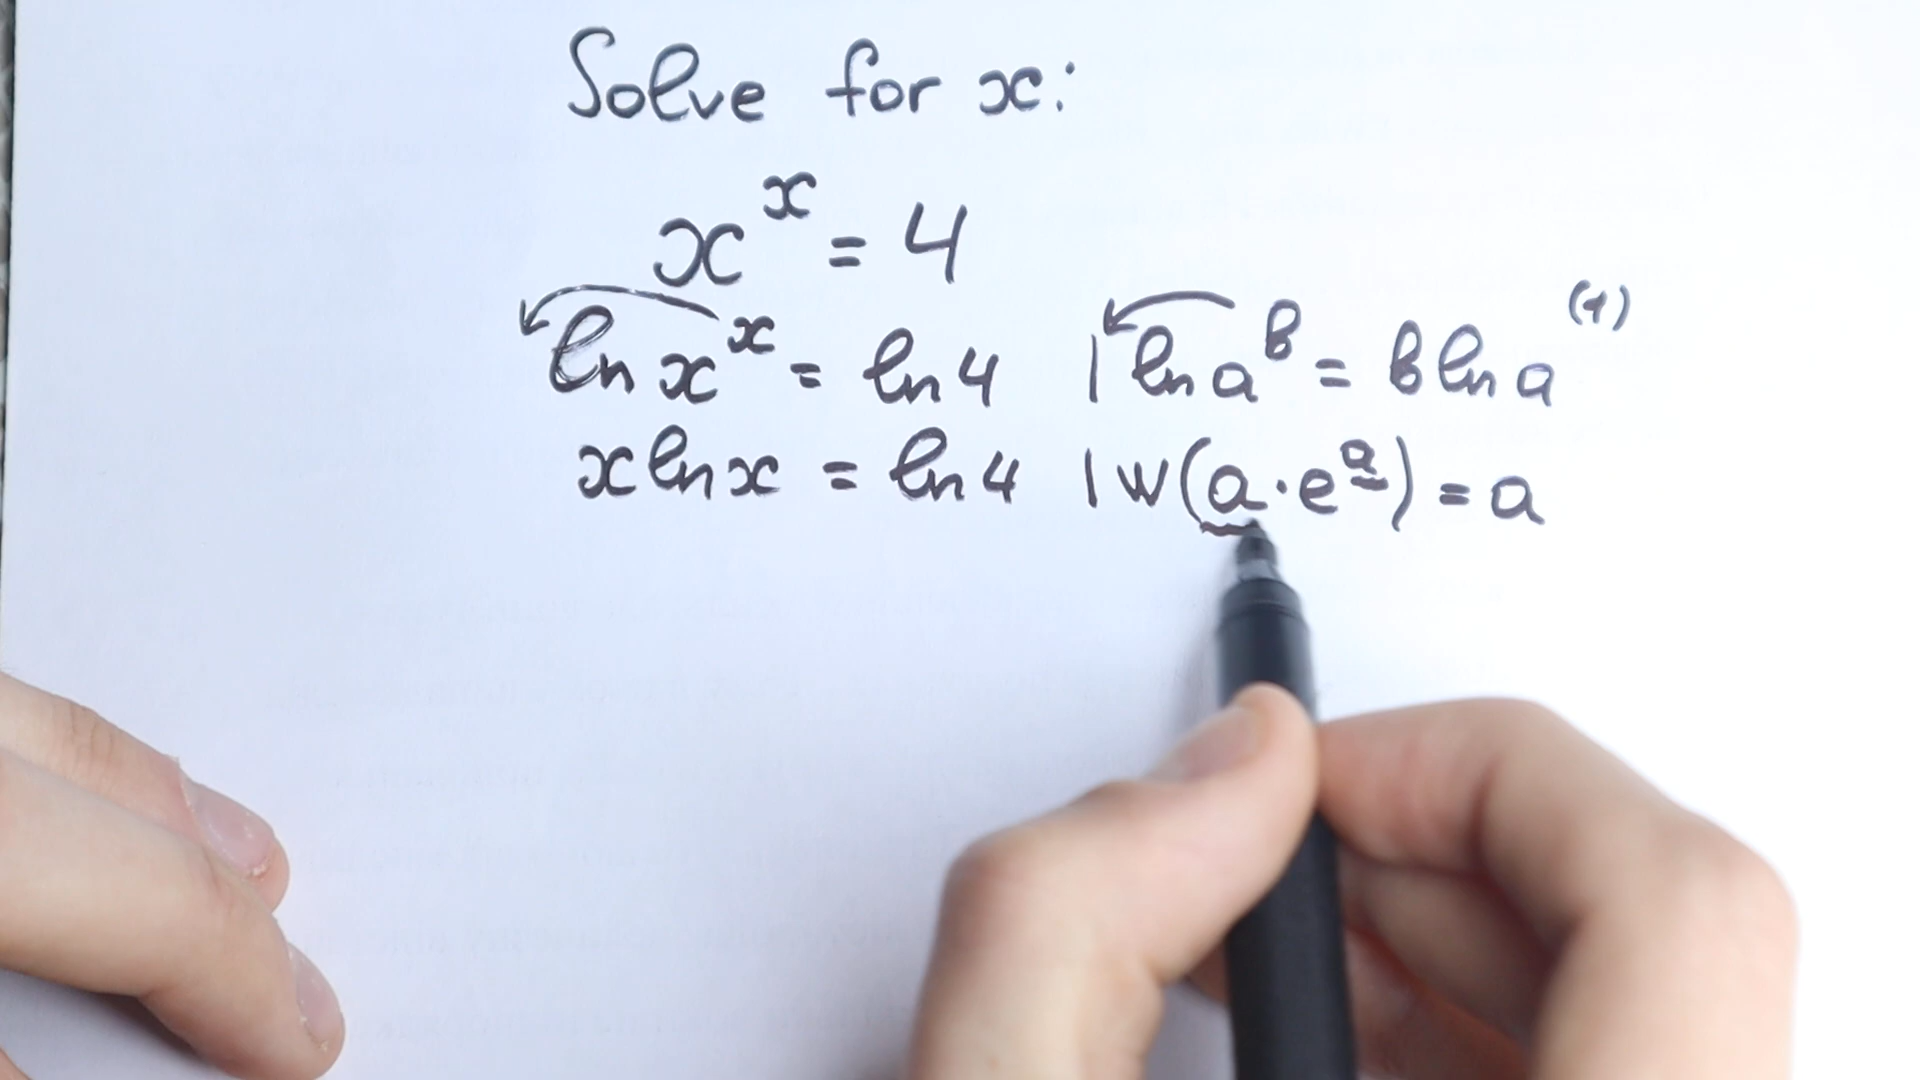 Solve for x:
x^x = 4
ln x^x = ln 4 | ln a^b = b ln a (1)
x ln x = ln 4 | W(a · e^a) = a